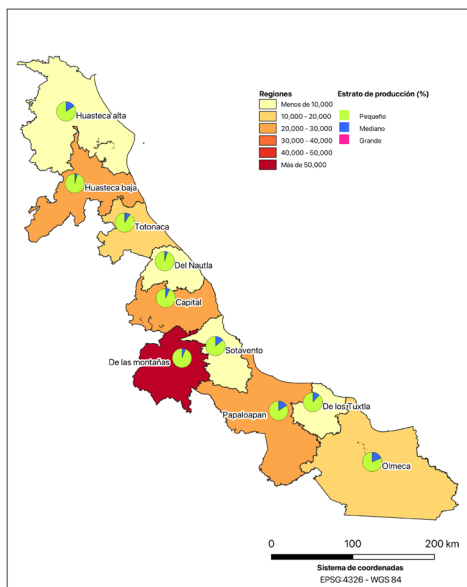 Regiones
Menos de 10,000
10,000 - 20,000
20,000 - 30,000
30,000 - 40,000
40,000 - 50,000
Más de 50,000
Estrato de producción (%)
Pequeño
Mediano
Grande
Huasteca alta
Huasteca baja
Totonaca
Del Nautla
Capital
Sotavento
De las montañas
De los Tuxtla
Papaloapan
Olmeca
0 100 200 km
Sistema de coordenadas
EPSG:4326 - WGS 84